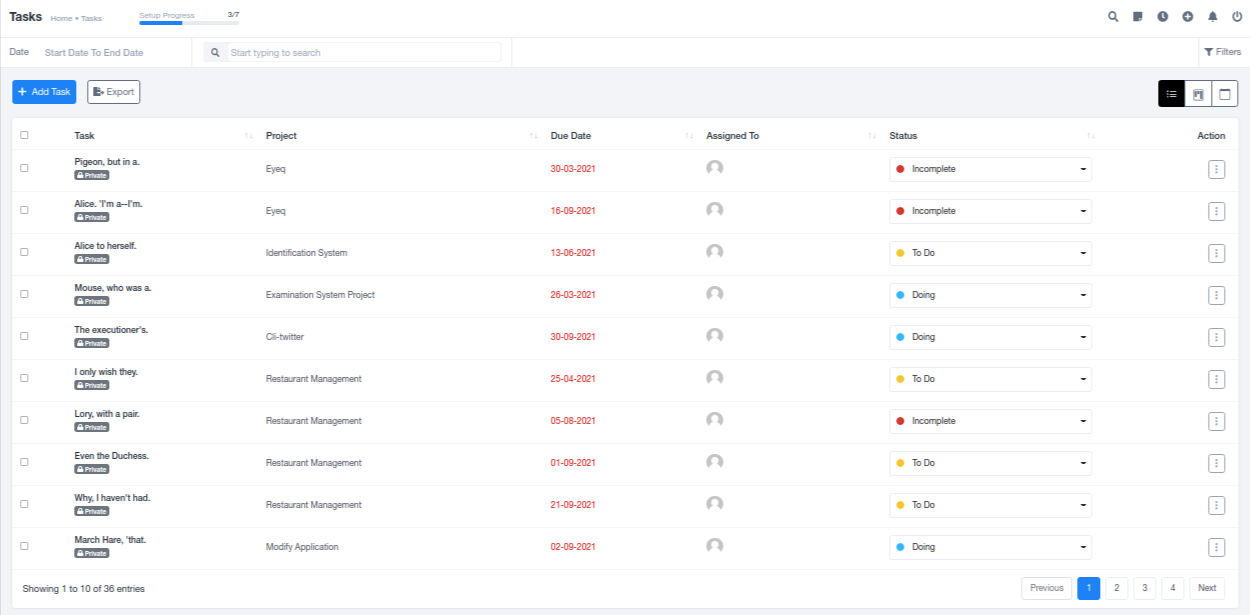 Tasks Home • Tasks Setup Progress 3/7
Date Start Date To End Date Start typing to search Filters
+ Add Task Export
Task Project Due Date Assigned To Status Action
Pigeon, but in a.
Private
Eyeq 30-03-2021 Incomplete
Alice. 'I'm a--I'm.
Private
Eyeq 16-09-2021 Incomplete
Alice to herself.
Private
Identification System 13-06-2021 To Do
Mouse, who was a.
Private
Examination System Project 26-03-2021 Doing
The executioner's.
Private
Cli-twitter 30-09-2021 Doing
I only wish they.
Private
Restaurant Management 25-04-2021 To Do
Lory, with a pair.
Private
Restaurant Management 05-08-2021 Incomplete
Even the Duchess.
Private
Restaurant Management 01-09-2021 To Do
Why, I haven't had.
Private
Restaurant Management 21-09-2021 To Do
March Hare, 'that.
Private
Modify Application 02-09-2021 Doing
Showing 1 to 10 of 36 entries Previous 1 2 3 4 Next